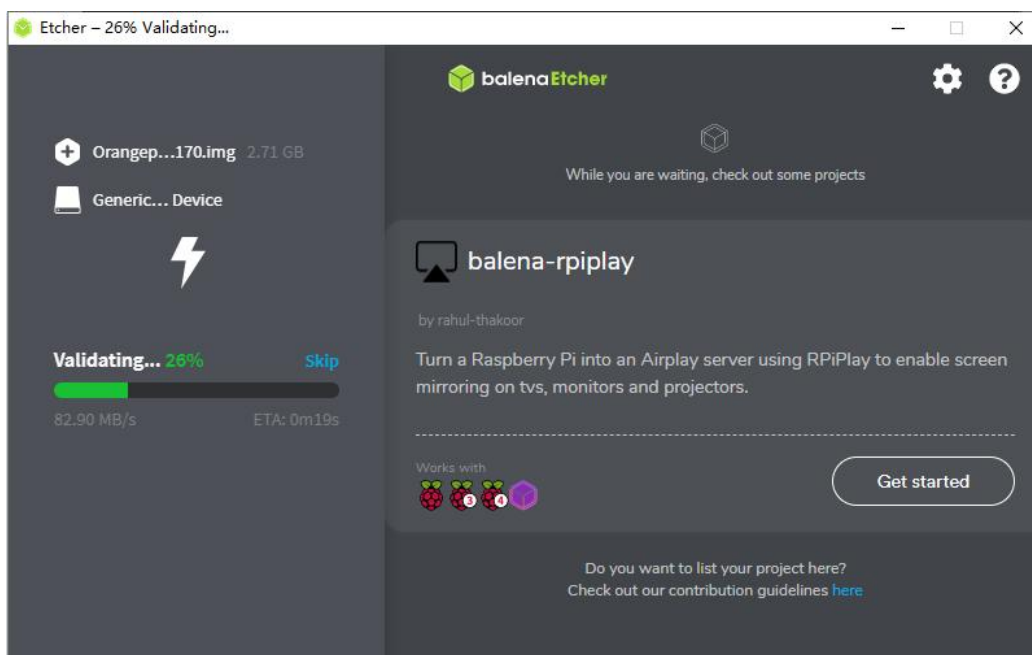 Etcher – 26% Validating...
balenaEtcher
Orangep...170.img 2.71 GB
Generic... Device
Validating... 26% Skip
82.90 MB/s ETA: 0m19s
While you are waiting, check out some projects
balena-rpiplay
by rahul-thakoor
Turn a Raspberry Pi into an Airplay server using RPiPlay to enable screen
mirroring on tvs, monitors and projectors.
Works with
3 4
Get started
Do you want to list your project here?
Check out our contribution guidelines here